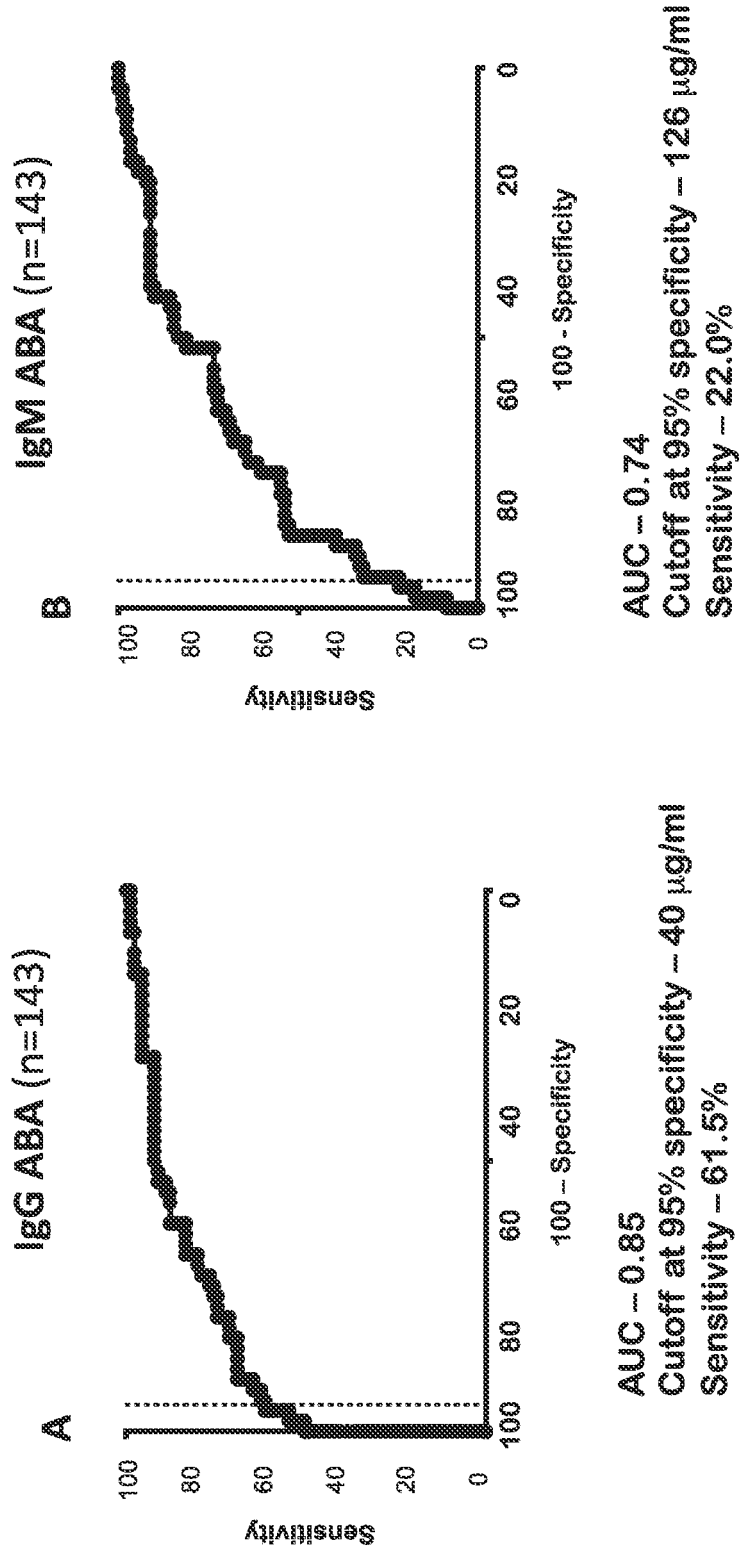 A
IgG ABA (n=143)
Sensitivity
100
80
60
40
20
0
100
80
60
40
20
0
100 – Specificity
AUC – 0.85
Cutoff at 95% specificity – 40 μg/ml
Sensitivity – 61.5%
B
IgM ABA (n=143)
Sensitivity
100
80
60
40
20
0
100
80
60
40
20
0
100 - Specificity
AUC – 0.74
Cutoff at 95% specificity – 126 μg/ml
Sensitivity – 22.0%